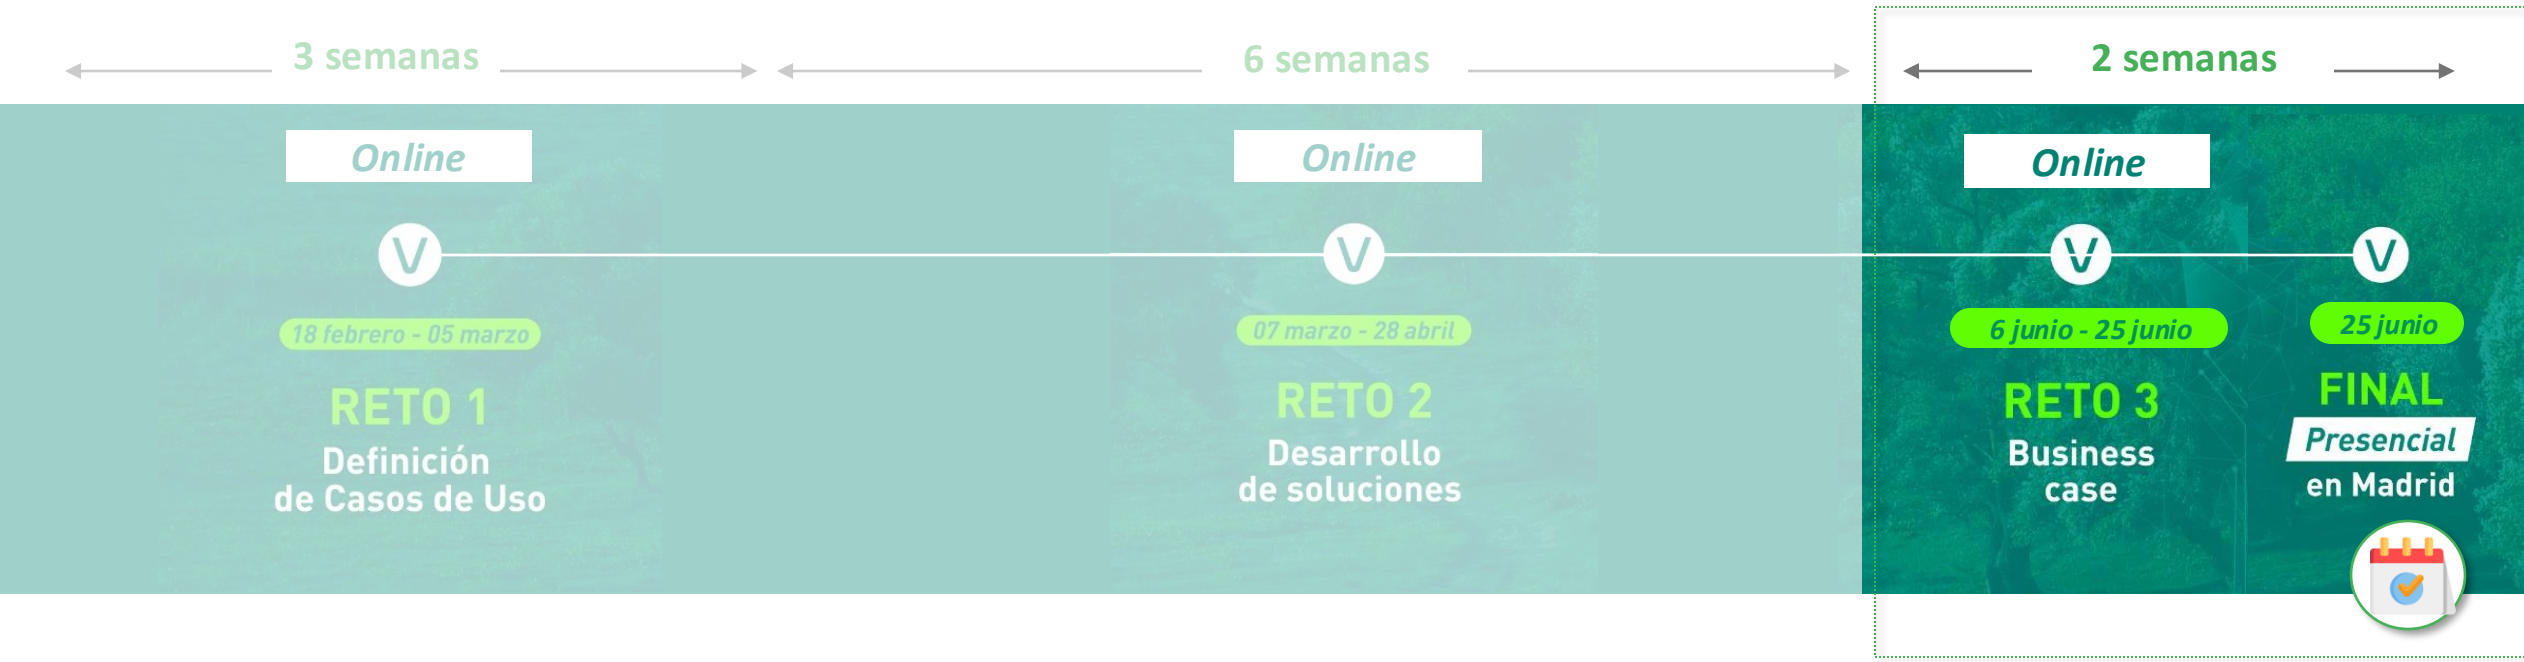 3 semanas
6 semanas
2 semanas
Online
Online
Online
V
V
V
V
18 febrero - 05 marzo
07 marzo - 28 abril
6 junio - 25 junio
25 junio
RETO 1
Definición
de Casos de Uso
RETO 2
Desarrollo
de soluciones
RETO 3
Business
case
FINAL
Presencial
en Madrid